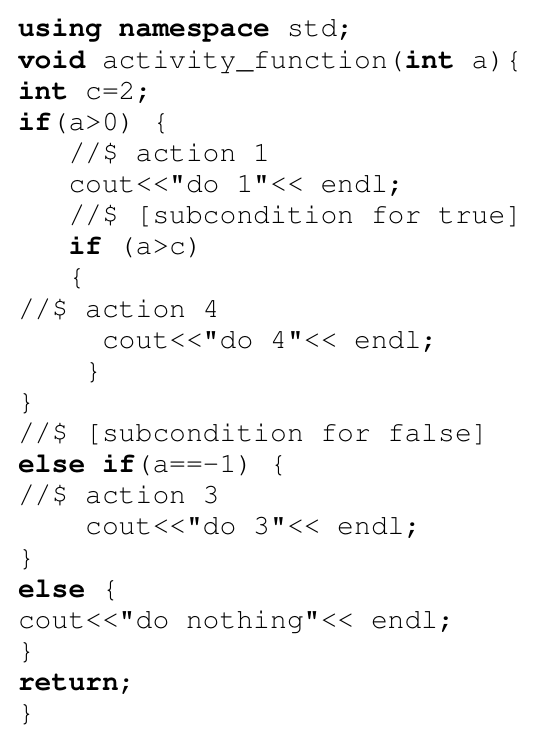 using namespace std;
void activity_function(int a){
int c=2;
if(a>0) {
//$ action 1
cout<<"do 1"<< endl;
//$ [subcondition for true]
if (a>c)
{
//$ action 4
cout<<"do 4"<< endl;
}
}
//$ [subcondition for false]
else if(a==-1) {
//$ action 3
cout<<"do 3"<< endl;
}
else {
cout<<"do nothing"<< endl;
}
return;
}